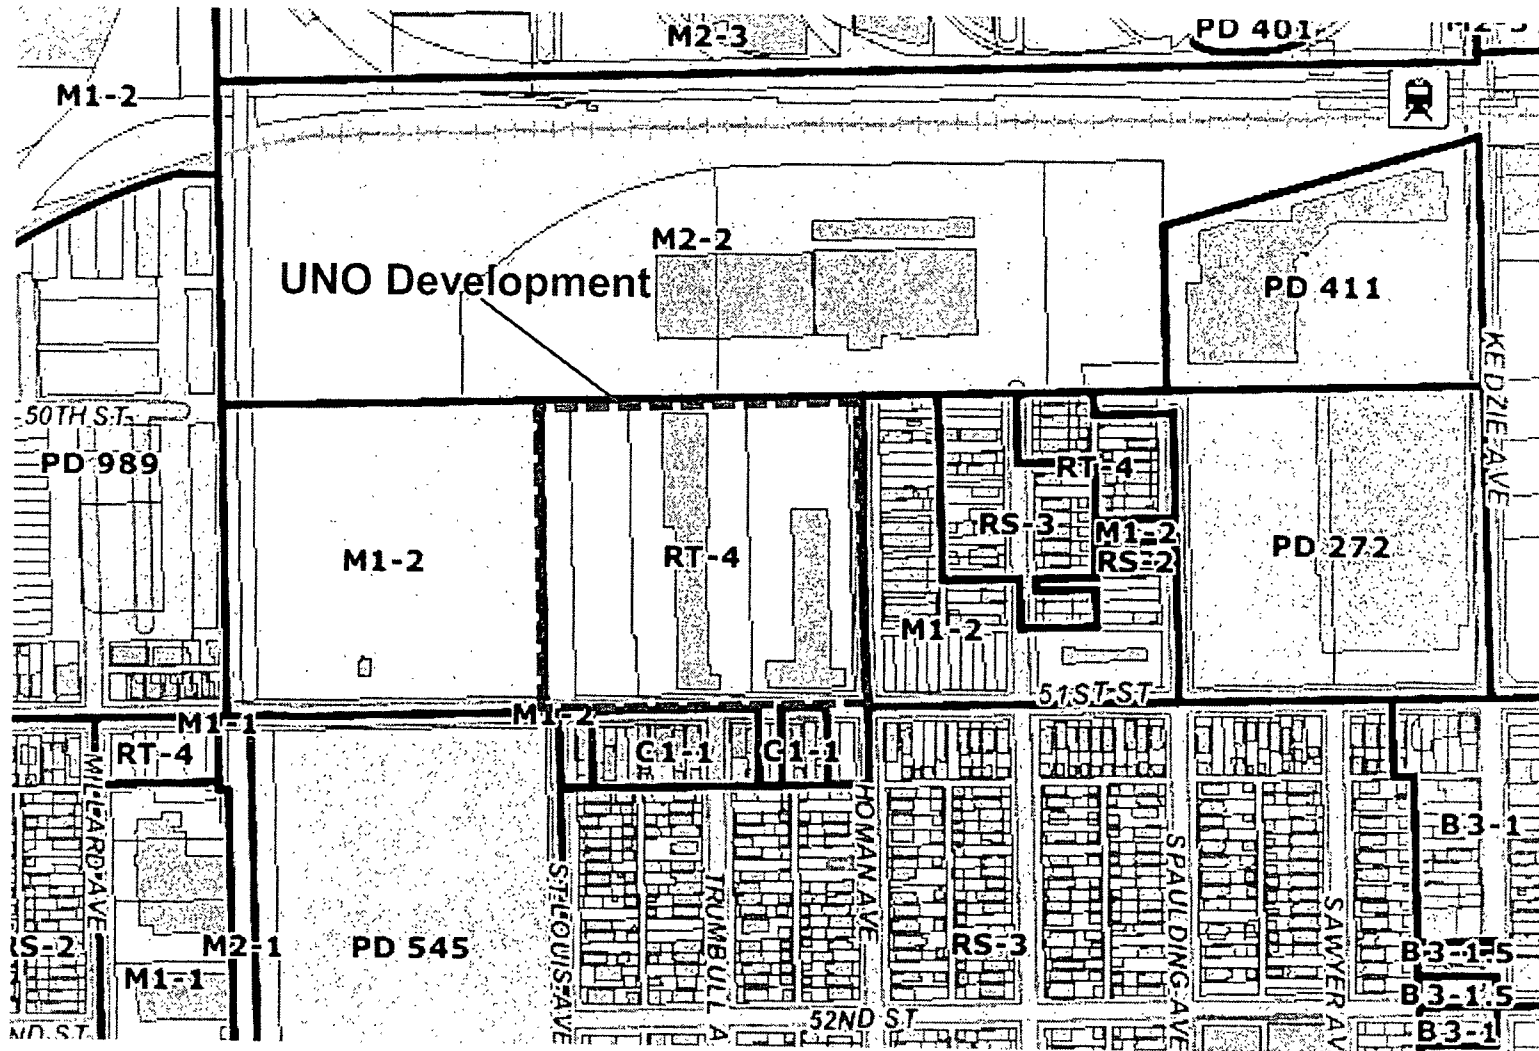 M2-3
PD 401
M1-2
M2-2
UNO Development
PD 411
KEDZIE AVE
50TH ST
PD 989
RT-4
RS-3
M1-2
RS-2
M1-2
RT-4
PD 272
M1-2
51ST ST
M1-1
M1-2
RT-4
C1-1
C1-1
MILLARD AVE
HOMAN AVE
B3-1
ST LOUIS AVE
TRUMBULL A
SPAULDING AVE
SAWYER AV
RS-2
M2-1
PD 545
RS-3
B3-1.5
M1-1
B3-1.5
52ND ST
ND ST
B3-1